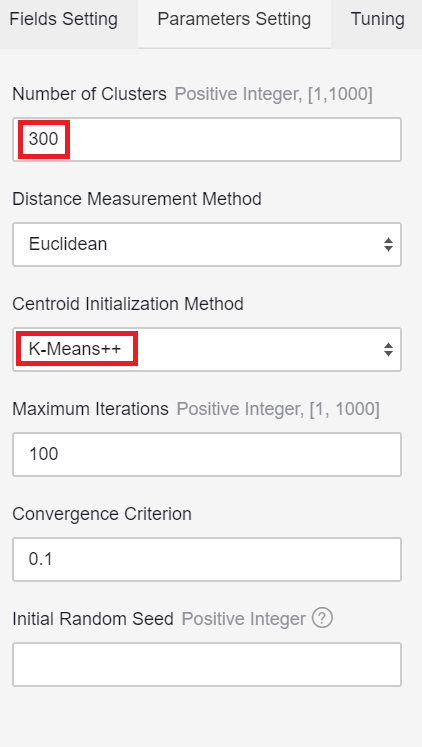 Fields Setting Parameters Setting Tuning
Number of Clusters Positive Integer, [1,1000]
300
Distance Measurement Method
Euclidean
Centroid Initialization Method
K-Means++
Maximum Iterations Positive Integer, [1, 1000]
100
Convergence Criterion
0.1
Initial Random Seed Positive Integer ?